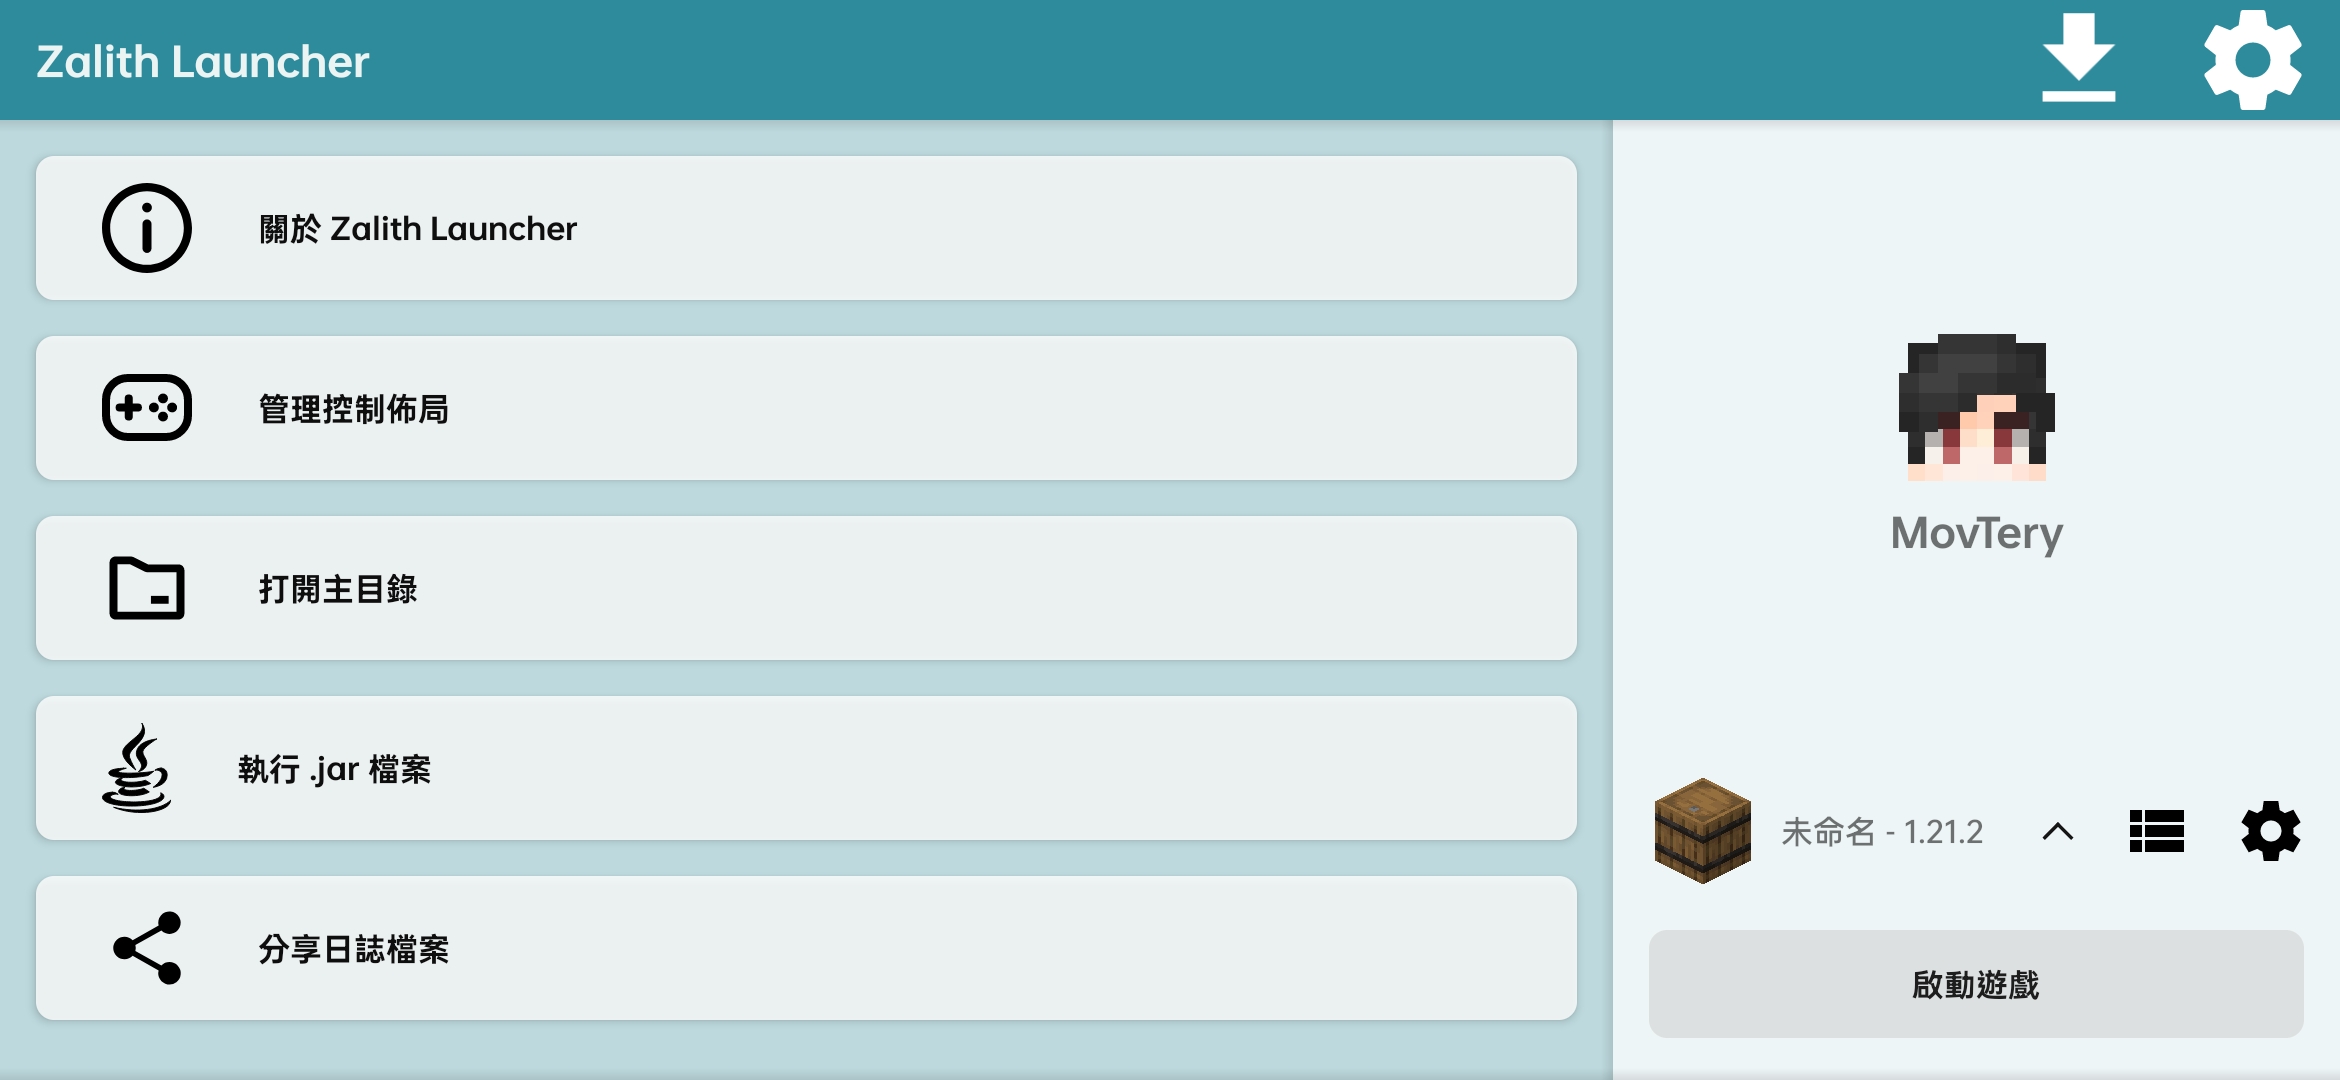 Zalith Launcher
關於 Zalith Launcher
管理控制佈局
打開主目錄
執行 .jar 檔案
分享日誌檔案
MovTery
未命名 - 1.21.2
啟動遊戲